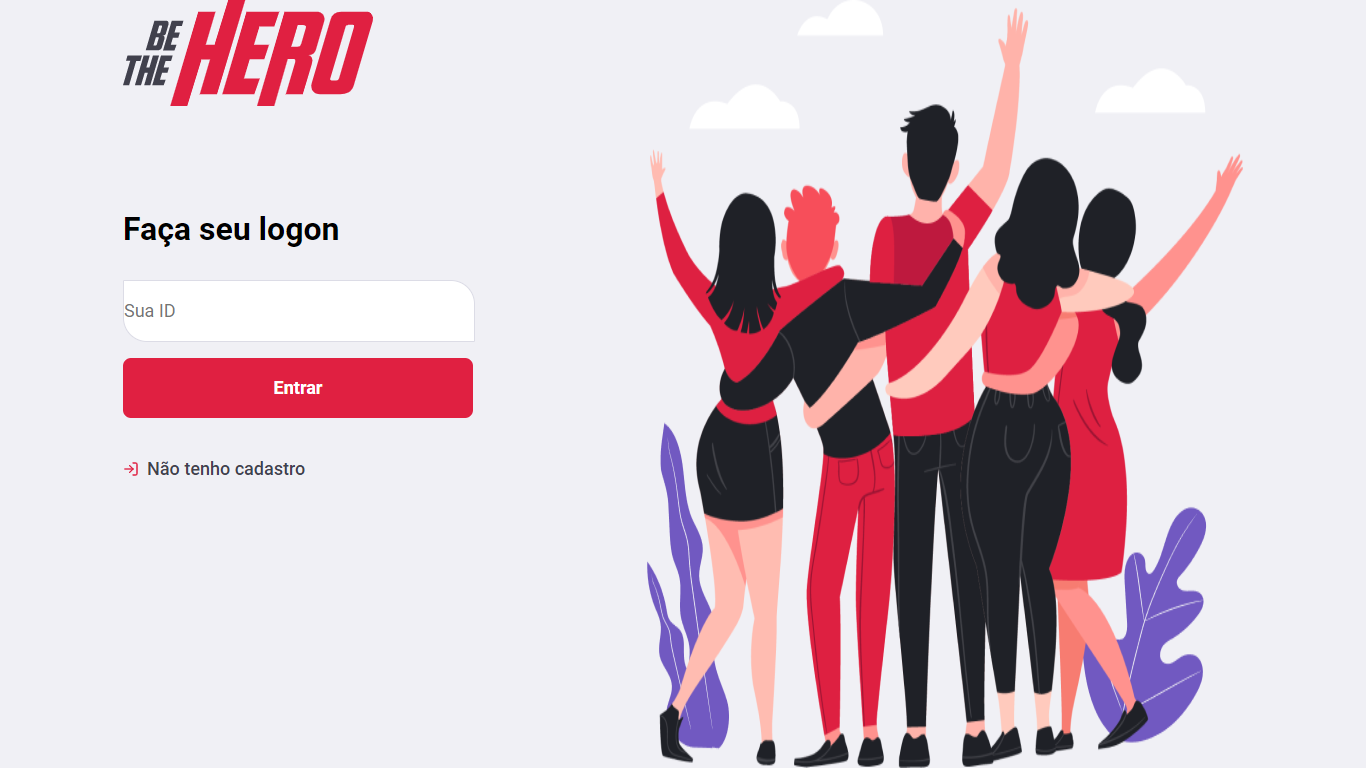 BE
THE
HERO
Faça seu logon
Sua ID
Entrar
Não tenho cadastro